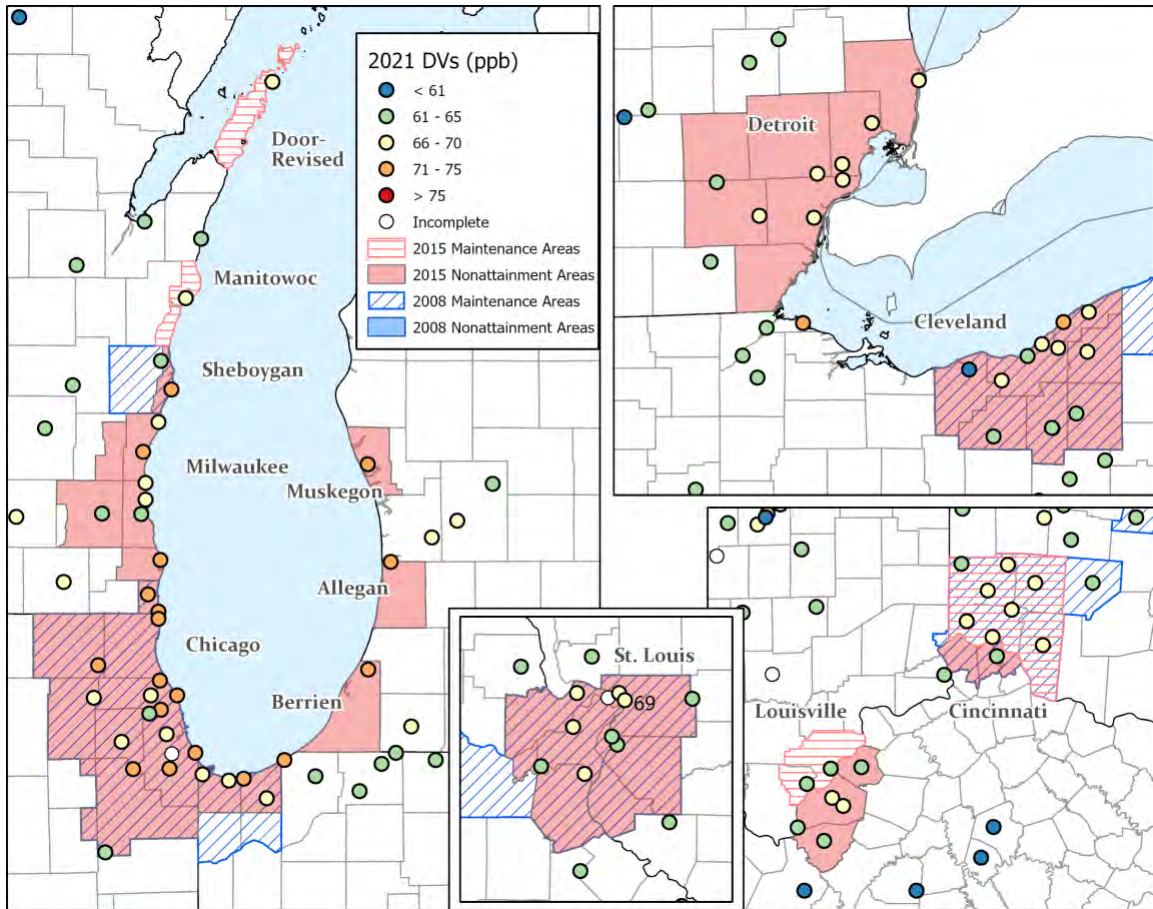 2021 DVs (ppb)
< 61
61 - 65
66 - 70
71 - 75
> 75
Incomplete
2015 Maintenance Areas
2015 Nonattainment Areas
2008 Maintenance Areas
2008 Nonattainment Areas
Door-
Revised
Manitowoc
Sheboygan
Milwaukee
Muskegon
Allegan
Chicago
Berrien
Detroit
Cleveland
St. Louis
69
Louisville
Cincinnati